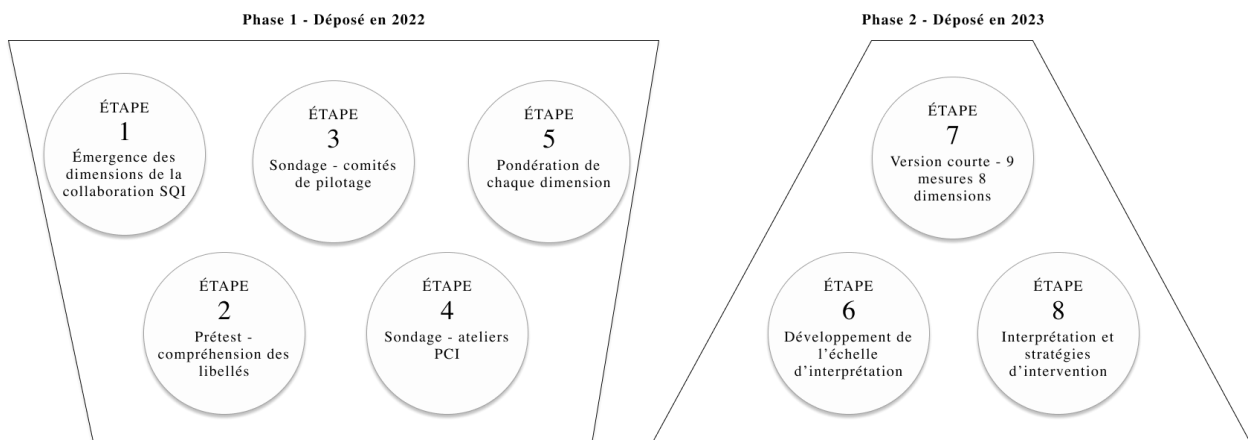 Phase 1 - Déposé en 2022
ÉTAPE
1
Émergence des
dimensions de la
collaboration SQI
ÉTAPE
2
Prétest -
compréhension des
libellés
ÉTAPE
3
Sondage - comités
de pilotage
ÉTAPE
4
Sondage - ateliers
PCI
ÉTAPE
5
Pondération de
chaque dimension
Phase 2 - Déposé en 2023
ÉTAPE
6
Développement de
l’échelle
d’interprétation
ÉTAPE
7
Version courte - 9
mesures 8
dimensions
ÉTAPE
8
Interprétation et
stratégies
d’intervention